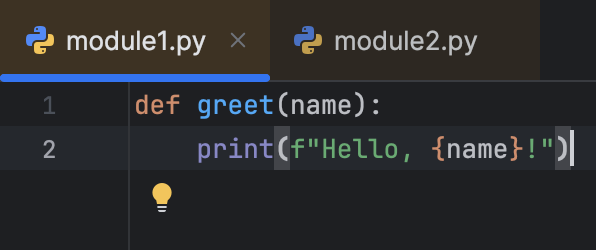 module1.py × module2.py
1 def greet(name):
2     print(f"Hello, {name}!")